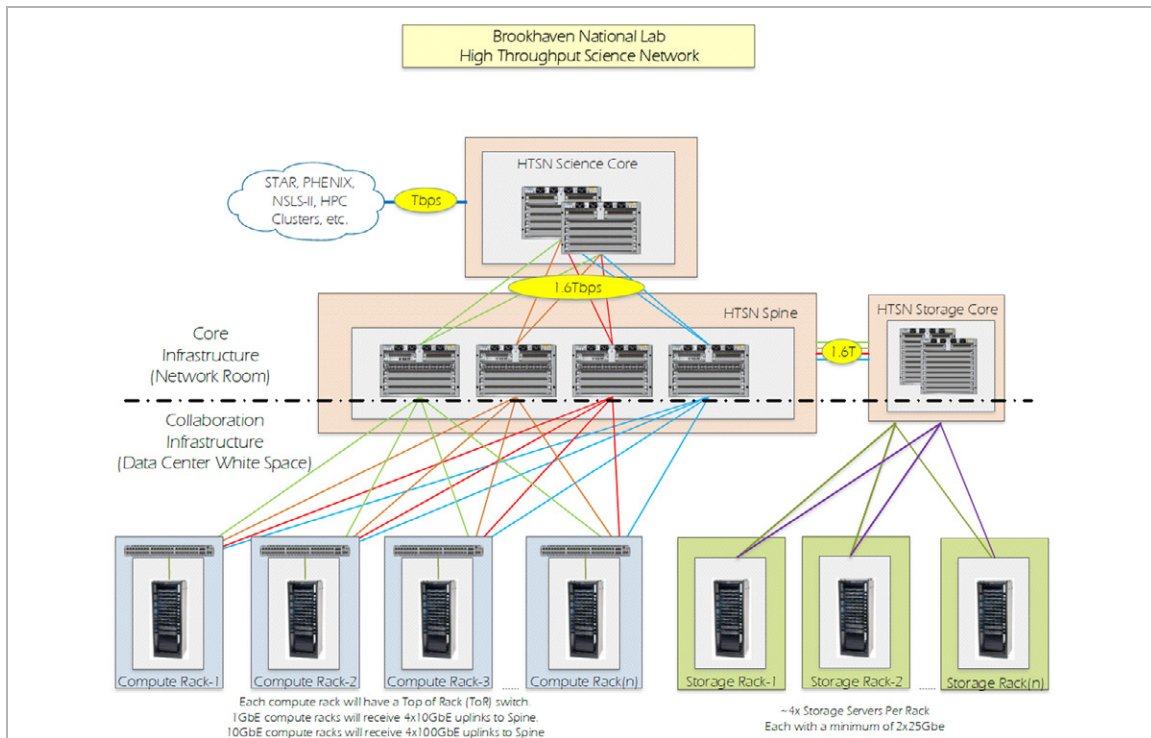 Brookhaven National Lab
High Throughput Science Network
HTSN Science Core
STAR, PHENIX,
NSLS-II, HPC
Clusters, etc.
Tbps
1.6Tbps
HTSN Spine
HTSN Storage Core
1.6T
Core
Infrastructure
(Network Room)
Collaboration
Infrastructure
(Data Center White Space)
Compute Rack-1
Compute Rack-2
Compute Rack-3
......
Compute Rack(n)
Storage Rack-1
Storage Rack-2
......
Storage Rack(n)
Each compute rack will have a Top of Rack (ToR) switch.
1GbE compute racks will receive 4x10GbE uplinks to Spine.
10GbE compute racks will receive 4x100GbE uplinks to Spine
~4x Storage Servers Per Rack
Each with a minimum of 2x25Gbe